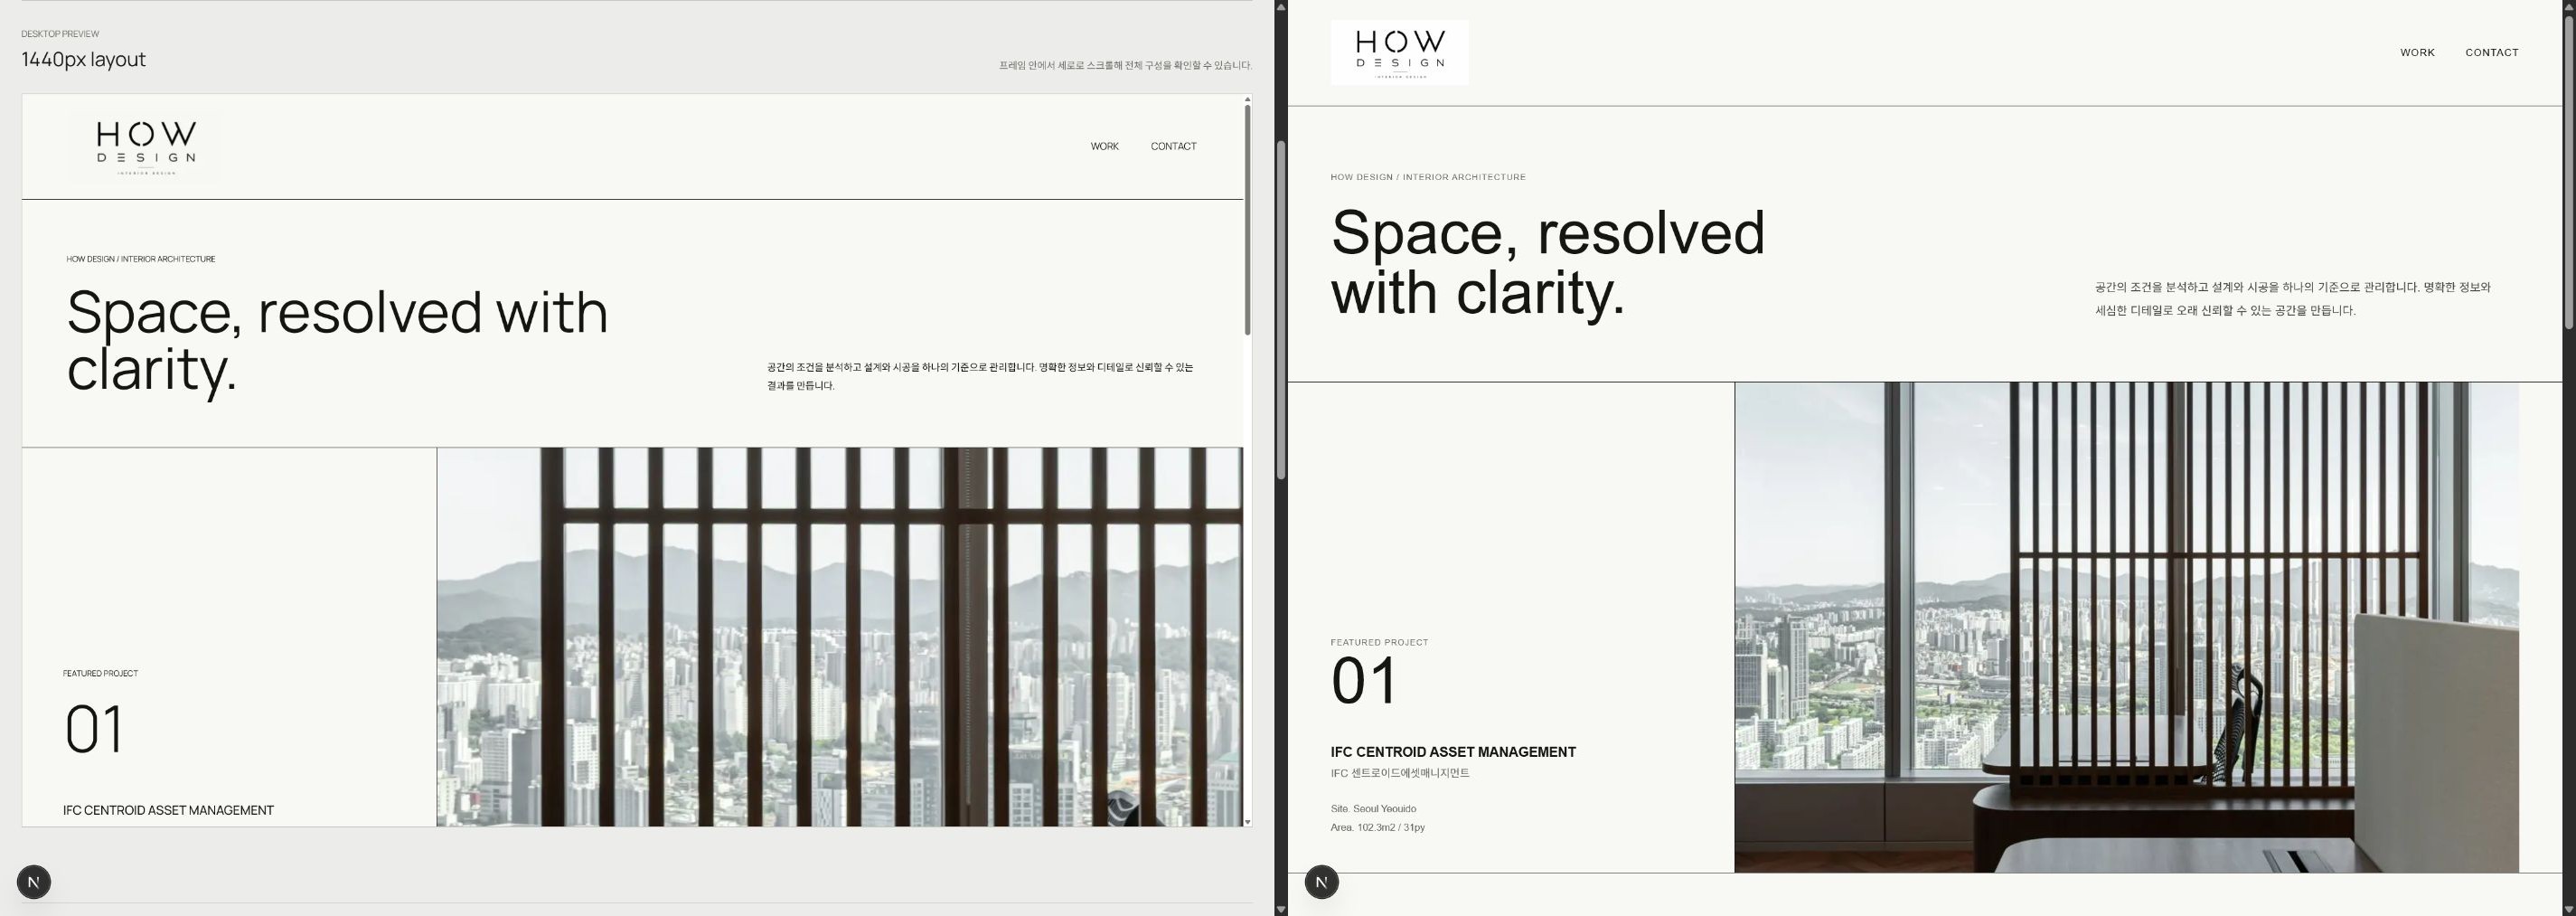 DESKTOP PREVIEW
1440px layout
프레임 안에서 세로로 스크롤해 전체 구성을 확인할 수 있습니다.
HOW
DESIGN
INTERIOR DESIGN
WORK
CONTACT
HOW DESIGN / INTERIOR ARCHITECTURE
Space, resolved with
clarity.
공간의 조건을 분석하고 설계와 시공을 하나의 기준으로 관리합니다. 명확한 정보와 디테일로 신뢰할 수 있는
결과를 만듭니다.
FEATURED PROJECT
01
IFC CENTROID ASSET MANAGEMENT
N
HOW
DESIGN
INTERIOR DESIGN
WORK
CONTACT
HOW DESIGN / INTERIOR ARCHITECTURE
Space, resolved
with clarity.
공간의 조건을 분석하고 설계와 시공을 하나의 기준으로 관리합니다. 명확한 정보와
세심한 디테일로 오래 신뢰할 수 있는 공간을 만듭니다.
FEATURED PROJECT
01
IFC CENTROID ASSET MANAGEMENT
IFC 센트로이드에셋매니지먼트
Site. Seoul Yeouido
Area. 102.3m2 / 31py
N